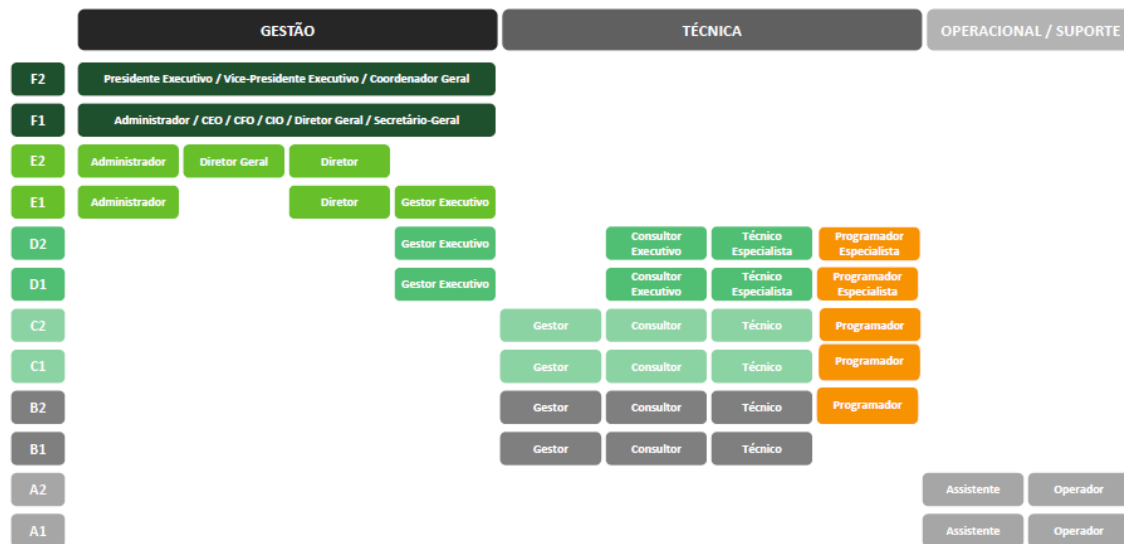 GESTÃO TÉCNICA OPERACIONAL / SUPORTE
F2 Presidente Executivo / Vice-Presidente Executivo / Coordenador Geral
F1 Administrador / CEO / CFO / CIO / Diretor Geral / Secretário-Geral
E2 Administrador Diretor Geral Diretor
E1 Administrador Diretor Gestor Executivo
D2 Gestor Executivo Consultor Executivo Técnico Especialista Programador Especialista
D1 Gestor Executivo Consultor Executivo Técnico Especialista Programador Especialista
C2 Gestor Consultor Técnico Programador
C1 Gestor Consultor Técnico Programador
B2 Gestor Consultor Técnico Programador
B1 Gestor Consultor Técnico
A2 Assistente Operador
A1 Assistente Operador